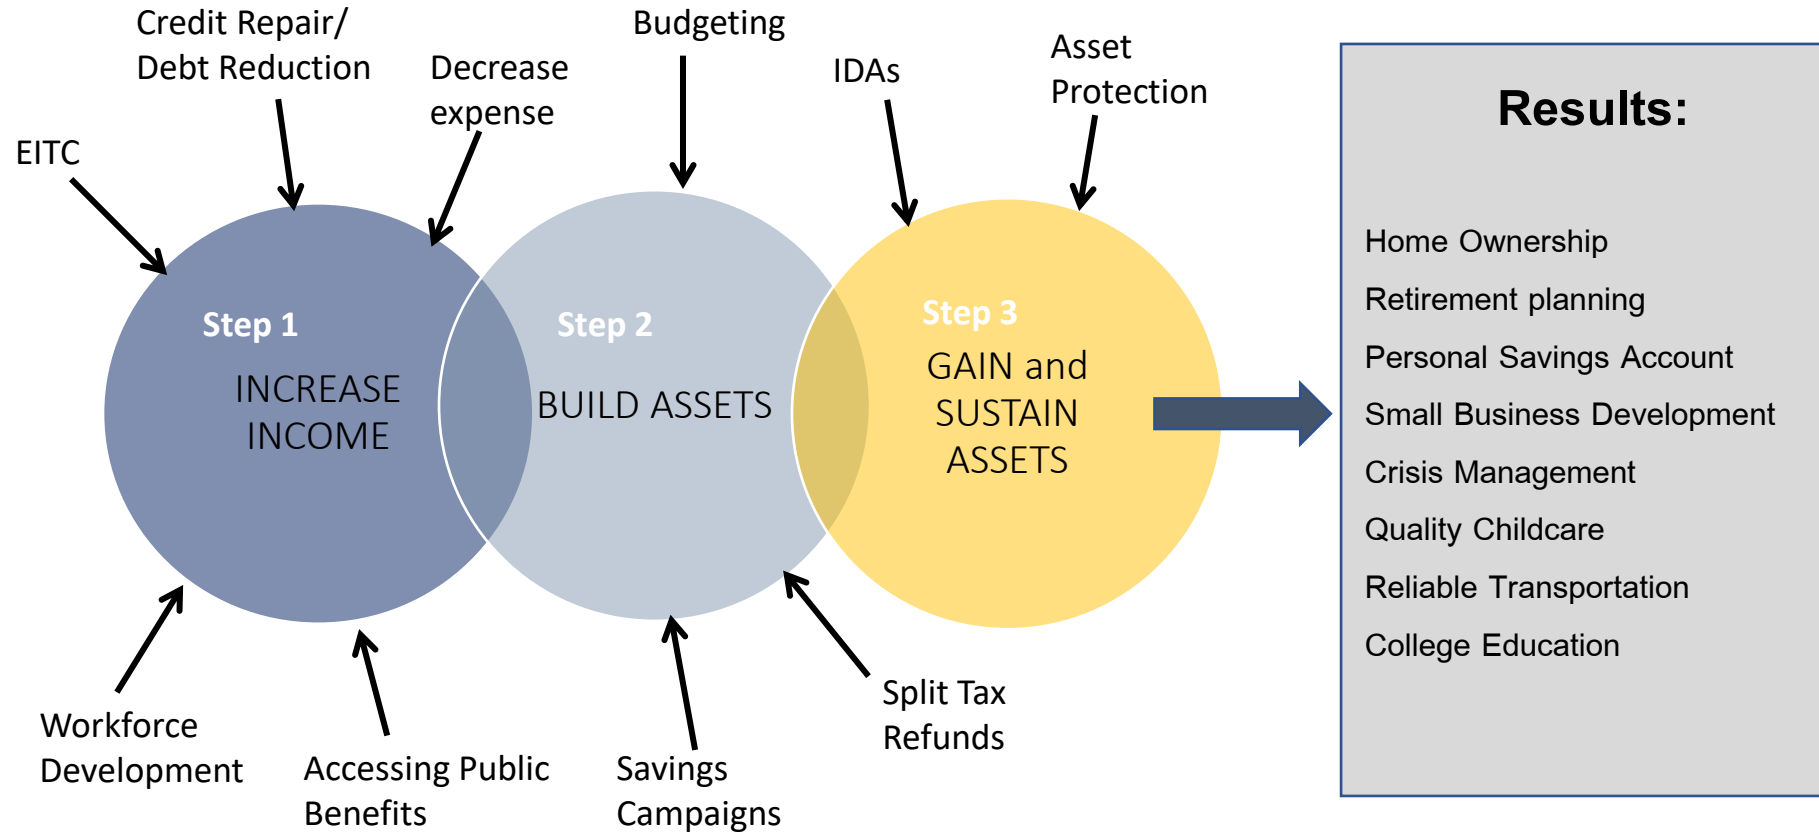 Credit Repair/
Debt Reduction
Decrease
expense
Budgeting
IDAs
Asset
Protection
EITC
Step 1
INCREASE
INCOME
Step 2
BUILD ASSETS
Step 3
GAIN and
SUSTAIN
ASSETS
Workforce
Development
Accessing Public
Benefits
Savings
Campaigns
Split Tax
Refunds
Results:
Home Ownership
Retirement planning
Personal Savings Account
Small Business Development
Crisis Management
Quality Childcare
Reliable Transportation
College Education